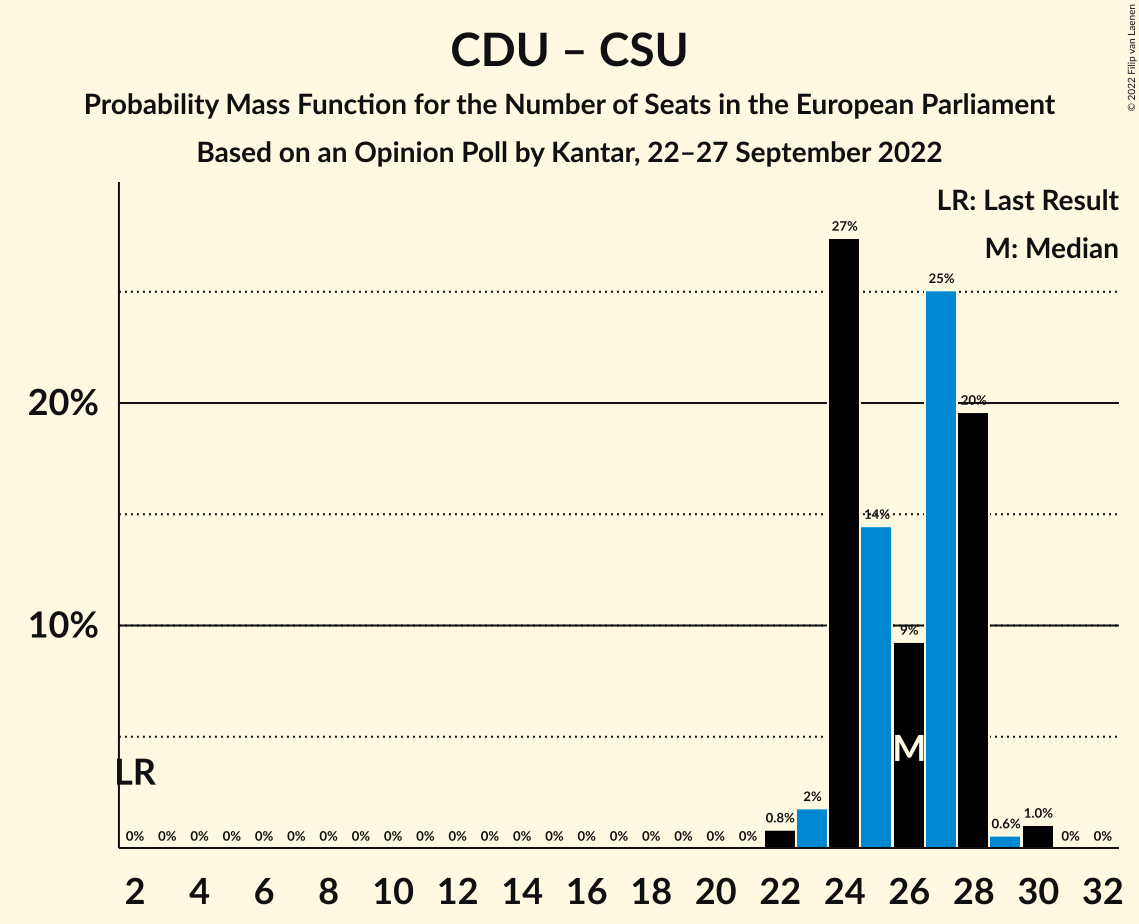 CDU – CSU
Probability Mass Function for the Number of Seats in the European Parliament
Based on an Opinion Poll by Kantar, 22–27 September 2022
© 2022 Filip van Laenen
LR: Last Result
M: Median
27%
25%
20%
20%
14%
10%
9%
M
LR
2%
0.8%
1.0%
0.6%
0% 0% 0% 0% 0% 0% 0% 0% 0% 0% 0% 0% 0% 0% 0% 0% 0% 0% 0% 0% 0% 0%
2 4 6 8 10 12 14 16 18 20 22 24 26 28 30 32